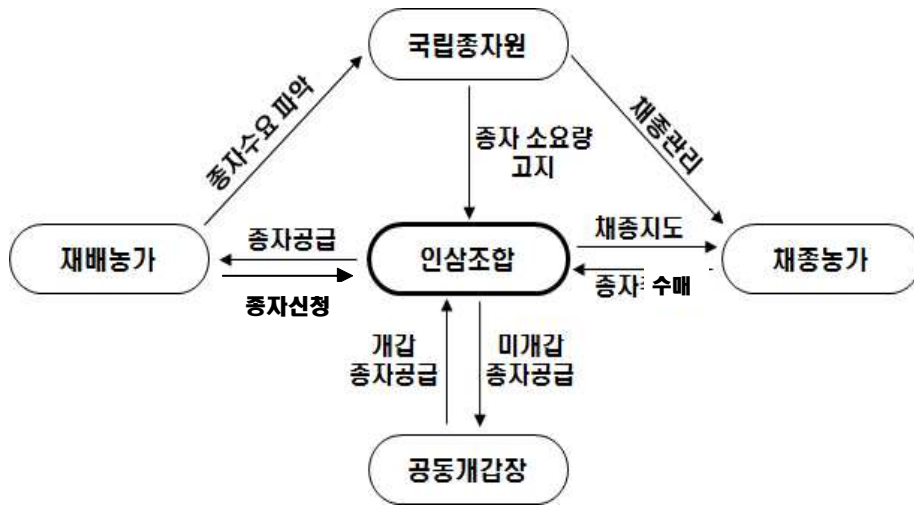 국립종자원
종자수요 파악
종자 소요량
고지
채종관리
재배농가
종자공급
종자신청
인삼조합
채종지도
종자 수매
채종농가
개갑
종자공급
미개갑
종자공급
공동개갑장